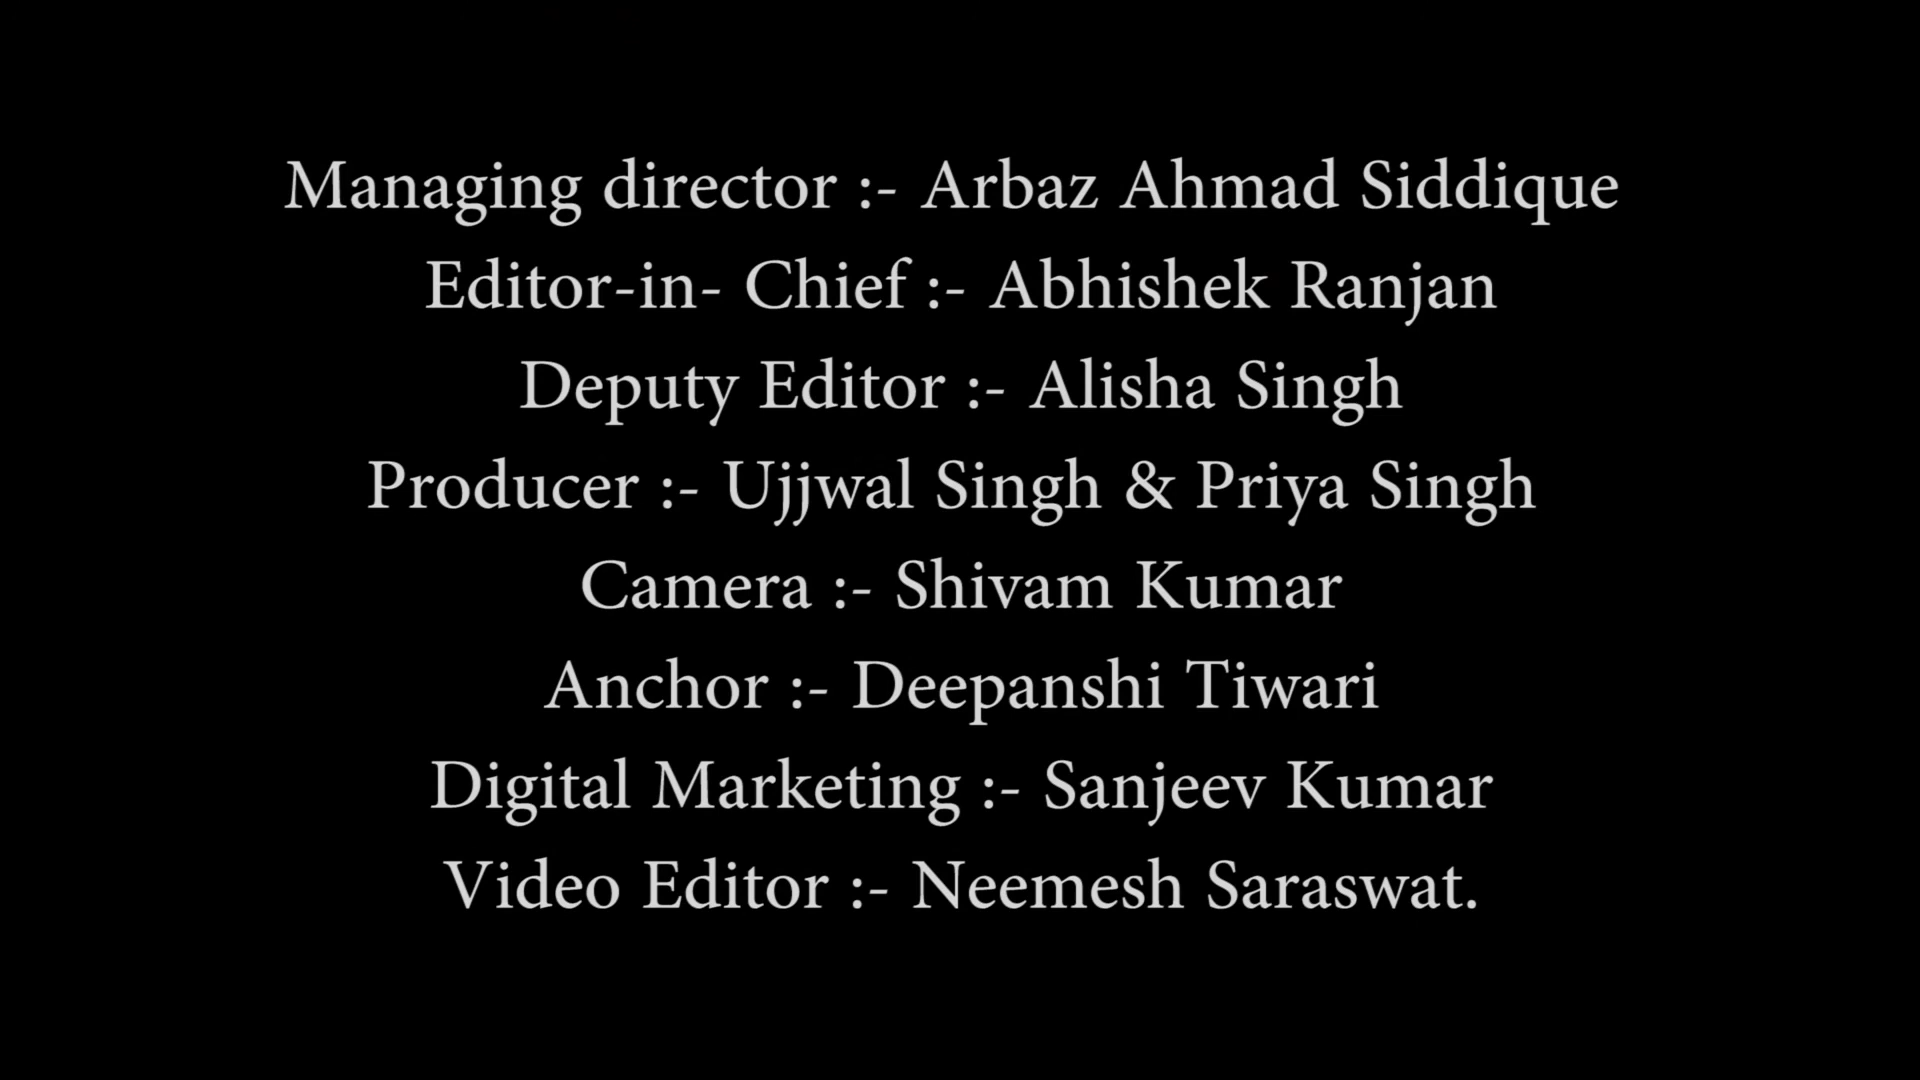 Managing director :- Arbaz Ahmad Siddique
Editor-in- Chief :- Abhishek Ranjan
Deputy Editor :- Alisha Singh
Producer :- Ujjwal Singh & Priya Singh
Camera :- Shivam Kumar
Anchor :- Deepanshi Tiwari
Digital Marketing :- Sanjeev Kumar
Video Editor :- Neemesh Saraswat.